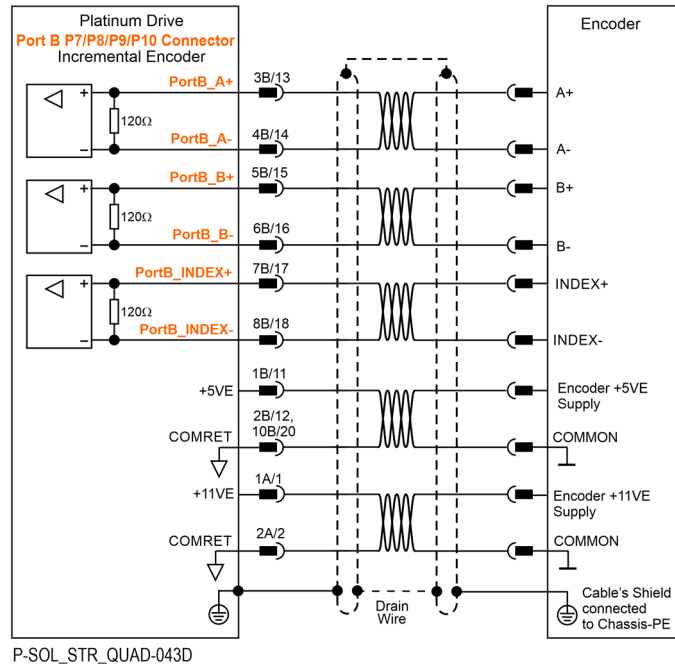 Platinum Drive
Port B P7/P8/P9/P10 Connector
Incremental Encoder
Encoder
PortB_A+
3B/13
A+
+
120Ω
PortB_A-
4B/14
A-
–
PortB_B+
5B/15
B+
+
120Ω
PortB_B-
6B/16
B-
–
PortB_INDEX+
7B/17
INDEX+
+
120Ω
PortB_INDEX-
8B/18
INDEX-
–
+5VE
1B/11
Encoder +5VE
Supply
COMRET
2B/12,
10B/20
COMMON
+11VE
1A/1
Encoder +11VE
Supply
COMRET
2A/2
COMMON
Drain
Wire
Cable's Shield
connected
to Chassis-PE
P-SOL_STR_QUAD-043D